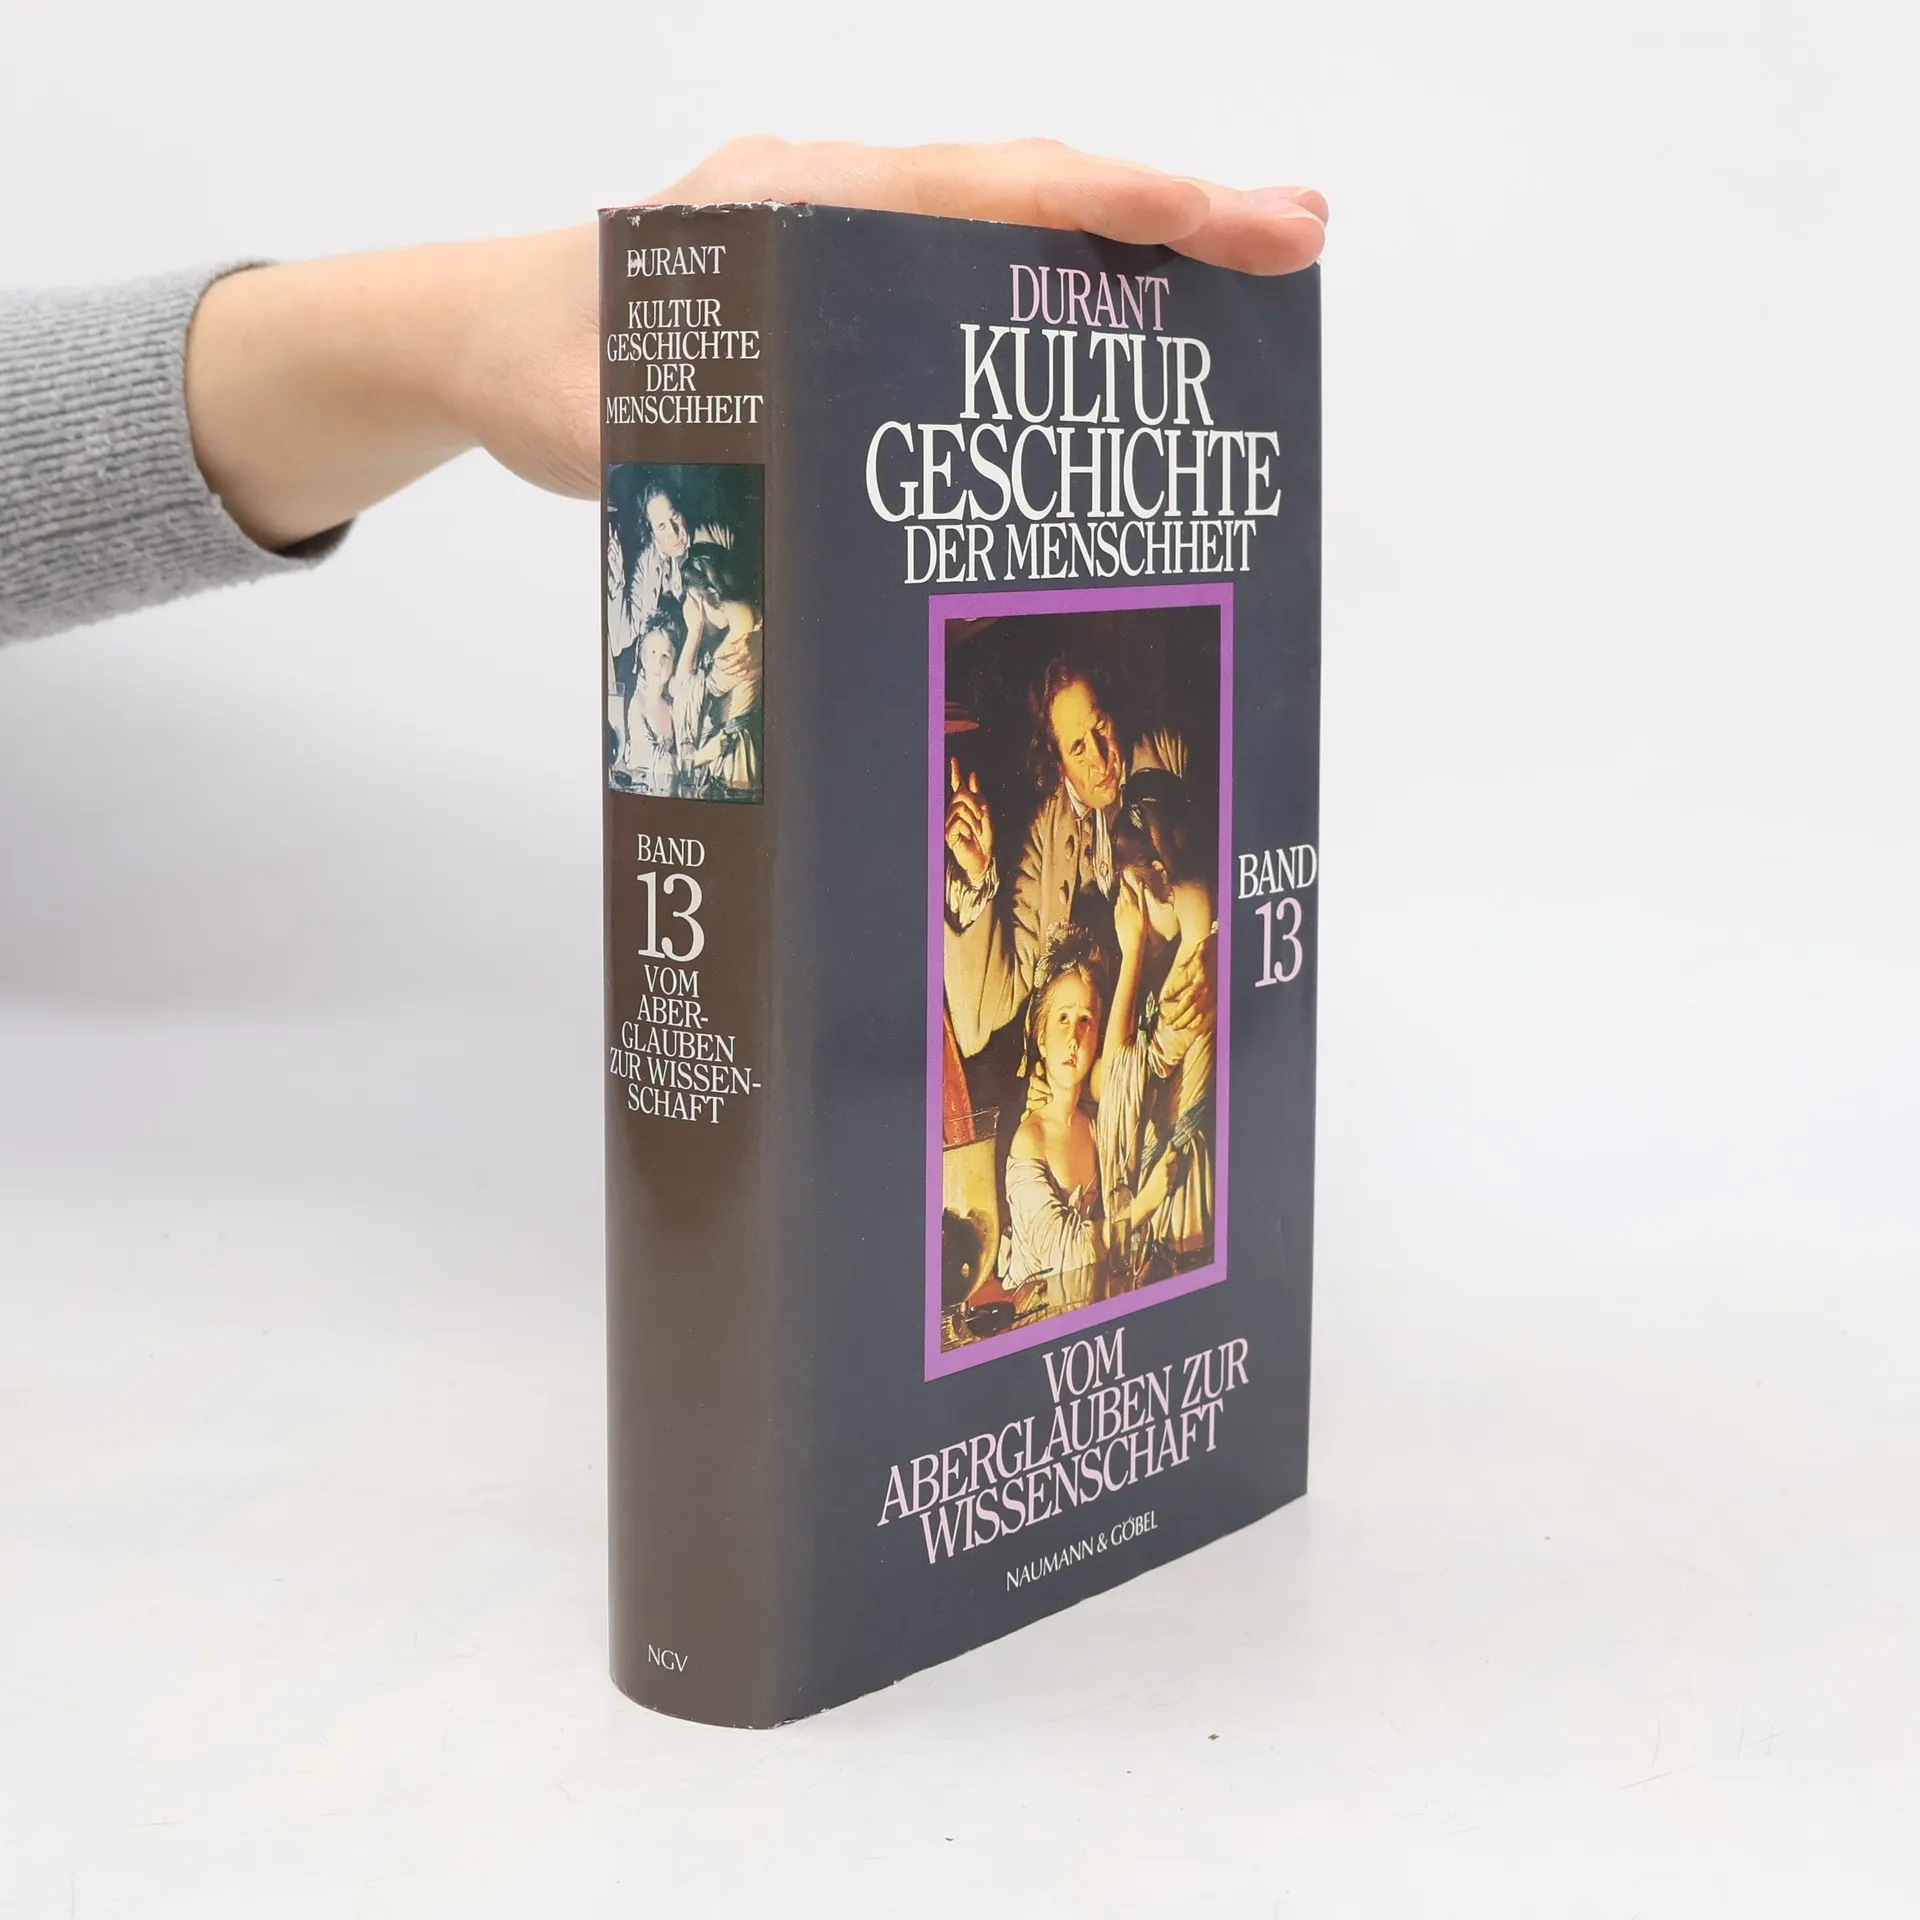 DURANT
KULTUR
GESCHICHTE
DER
MENSCHHEIT
BAND
13
VOM
ABER-
GLAUBEN
ZUR WISSEN-
SCHAFT
NGV
DURANT
KULTUR
GESCHICHTE
DER MENSCHHEIT
BAND
13
VOM
ABERGLAUBEN ZUR
WISSENSCHAFT
NAUMANN & GÖBEL